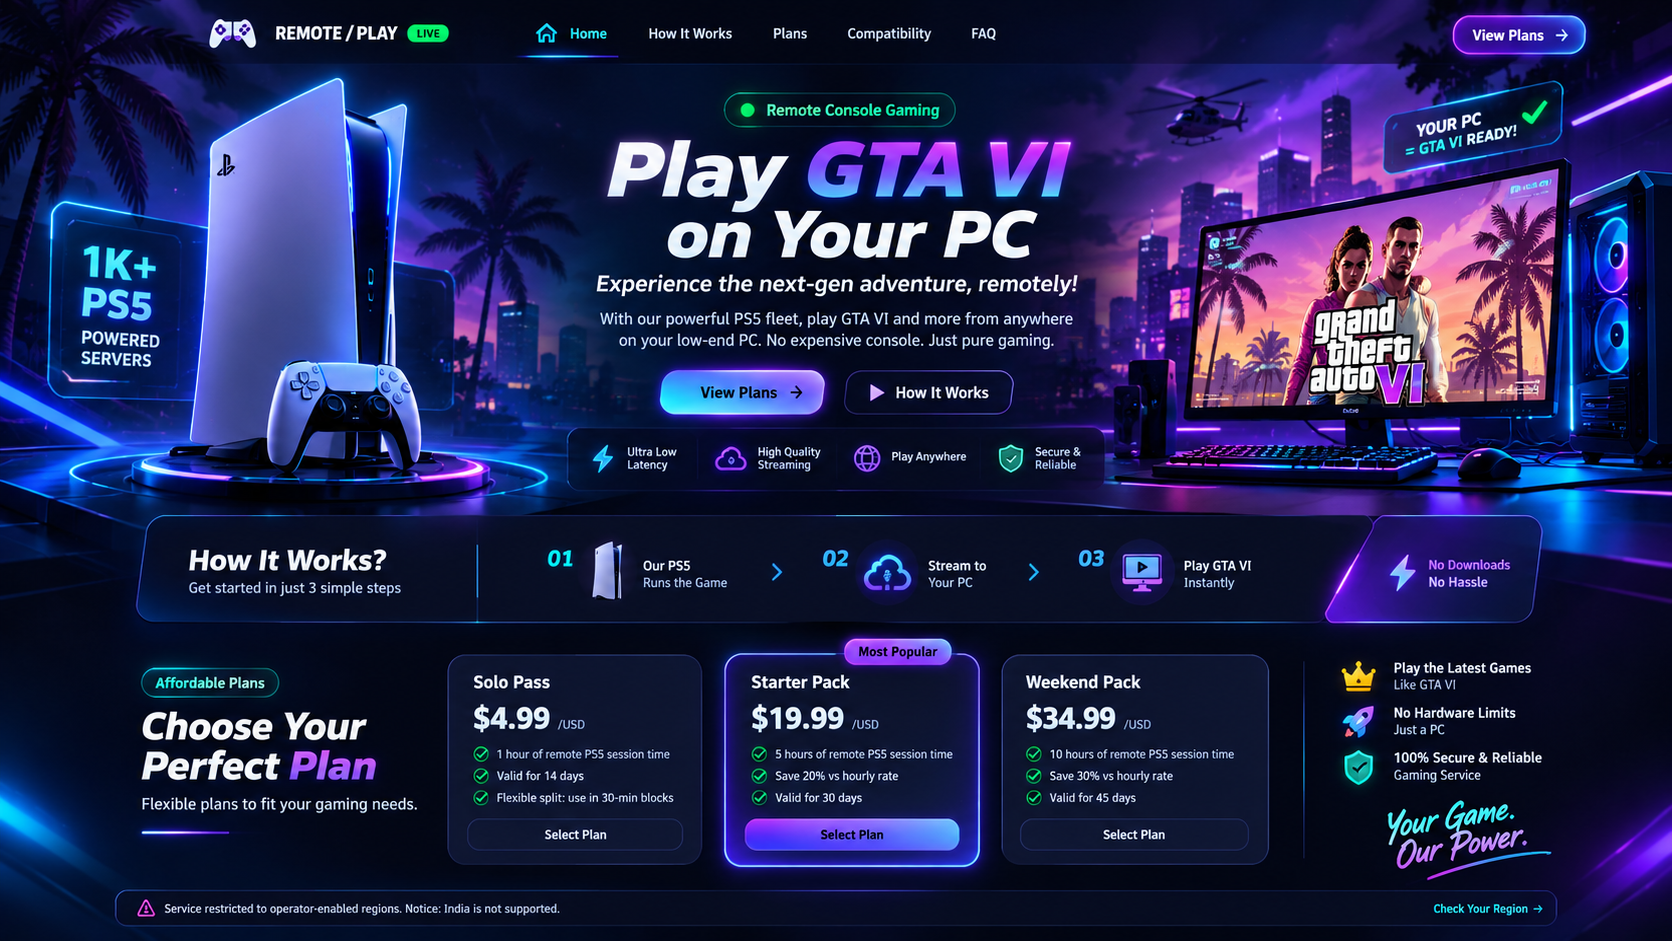 REMOTE / PLAY LIVE
Home
How It Works
Plans
Compatibility
FAQ
View Plans →
Remote Console Gaming
Play GTA VI
on Your PC
Experience the next-gen adventure, remotely!
With our powerful PS5 fleet, play GTA VI and more from anywhere
on your low-end PC. No expensive console. Just pure gaming.
View Plans →
How It Works
1K+
PS5
POWERED
SERVERS
YOUR PC
= GTA VI READY!
grand
theft
auto VI
Ultra Low
Latency
High Quality
Streaming
Play Anywhere
Secure &
Reliable
How It Works?
Get started in just 3 simple steps
01
Our PS5
Runs the Game
02
Stream to
Your PC
03
Play GTA VI
Instantly
No Downloads
No Hassle
Affordable Plans
Choose Your
Perfect Plan
Flexible plans to fit your gaming needs.
Solo Pass
$4.99 /USD
1 hour of remote PS5 session time
Valid for 14 days
Flexible split: use in 30-min blocks
Select Plan
Most Popular
Starter Pack
$19.99 /USD
5 hours of remote PS5 session time
Save 20% vs hourly rate
Valid for 30 days
Select Plan
Weekend Pack
$34.99 /USD
10 hours of remote PS5 session time
Save 30% vs hourly rate
Valid for 45 days
Select Plan
Play the Latest Games
Like GTA VI
No Hardware Limits
Just a PC
100% Secure & Reliable
Gaming Service
Your Game.
Our Power.
Service restricted to operator-enabled regions. Notice: India is not supported.
Check Your Region →